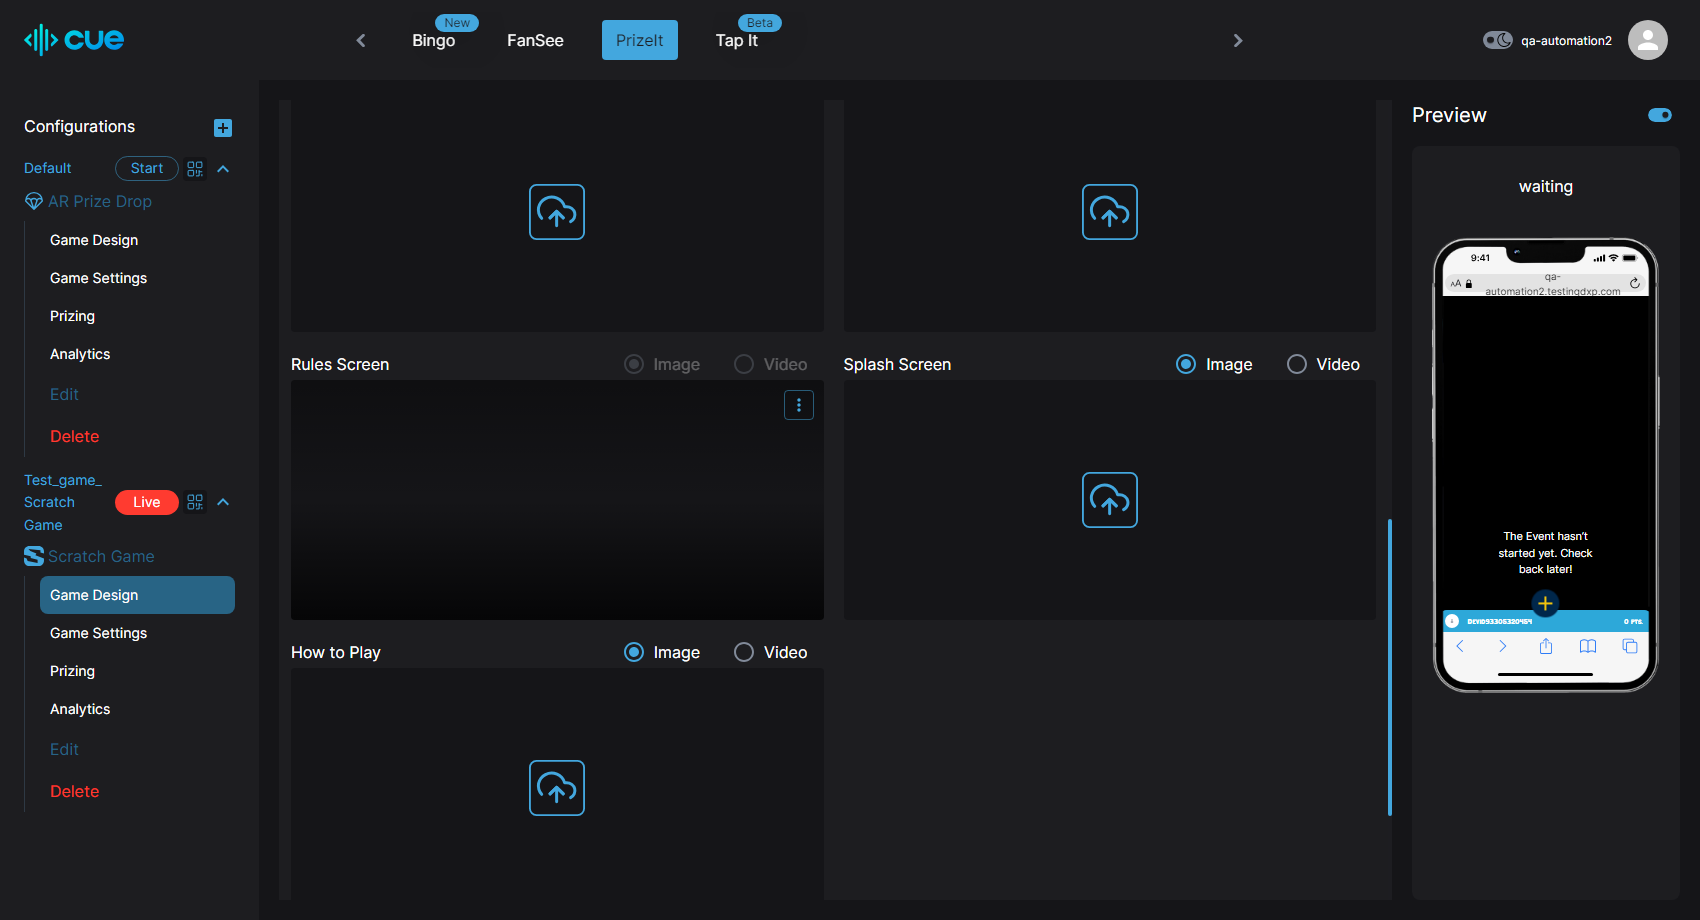 cue
New
Bingo
FanSee
PrizeIt
Beta
Tap It
qa-automation2
Configurations
Default
Start
AR Prize Drop
Game Design
Game Settings
Prizing
Analytics
Edit
Delete
Test_game_
Scratch
Game
Live
Scratch Game
Game Design
Game Settings
Prizing
Analytics
Edit
Delete
Rules Screen
Image
Video
Splash Screen
Image
Video
How to Play
Image
Video
Preview
waiting
9:41
AA
qa-
automation2.testingdxp.com
The Event hasn't
started yet. Check
back later!
0 PTS.